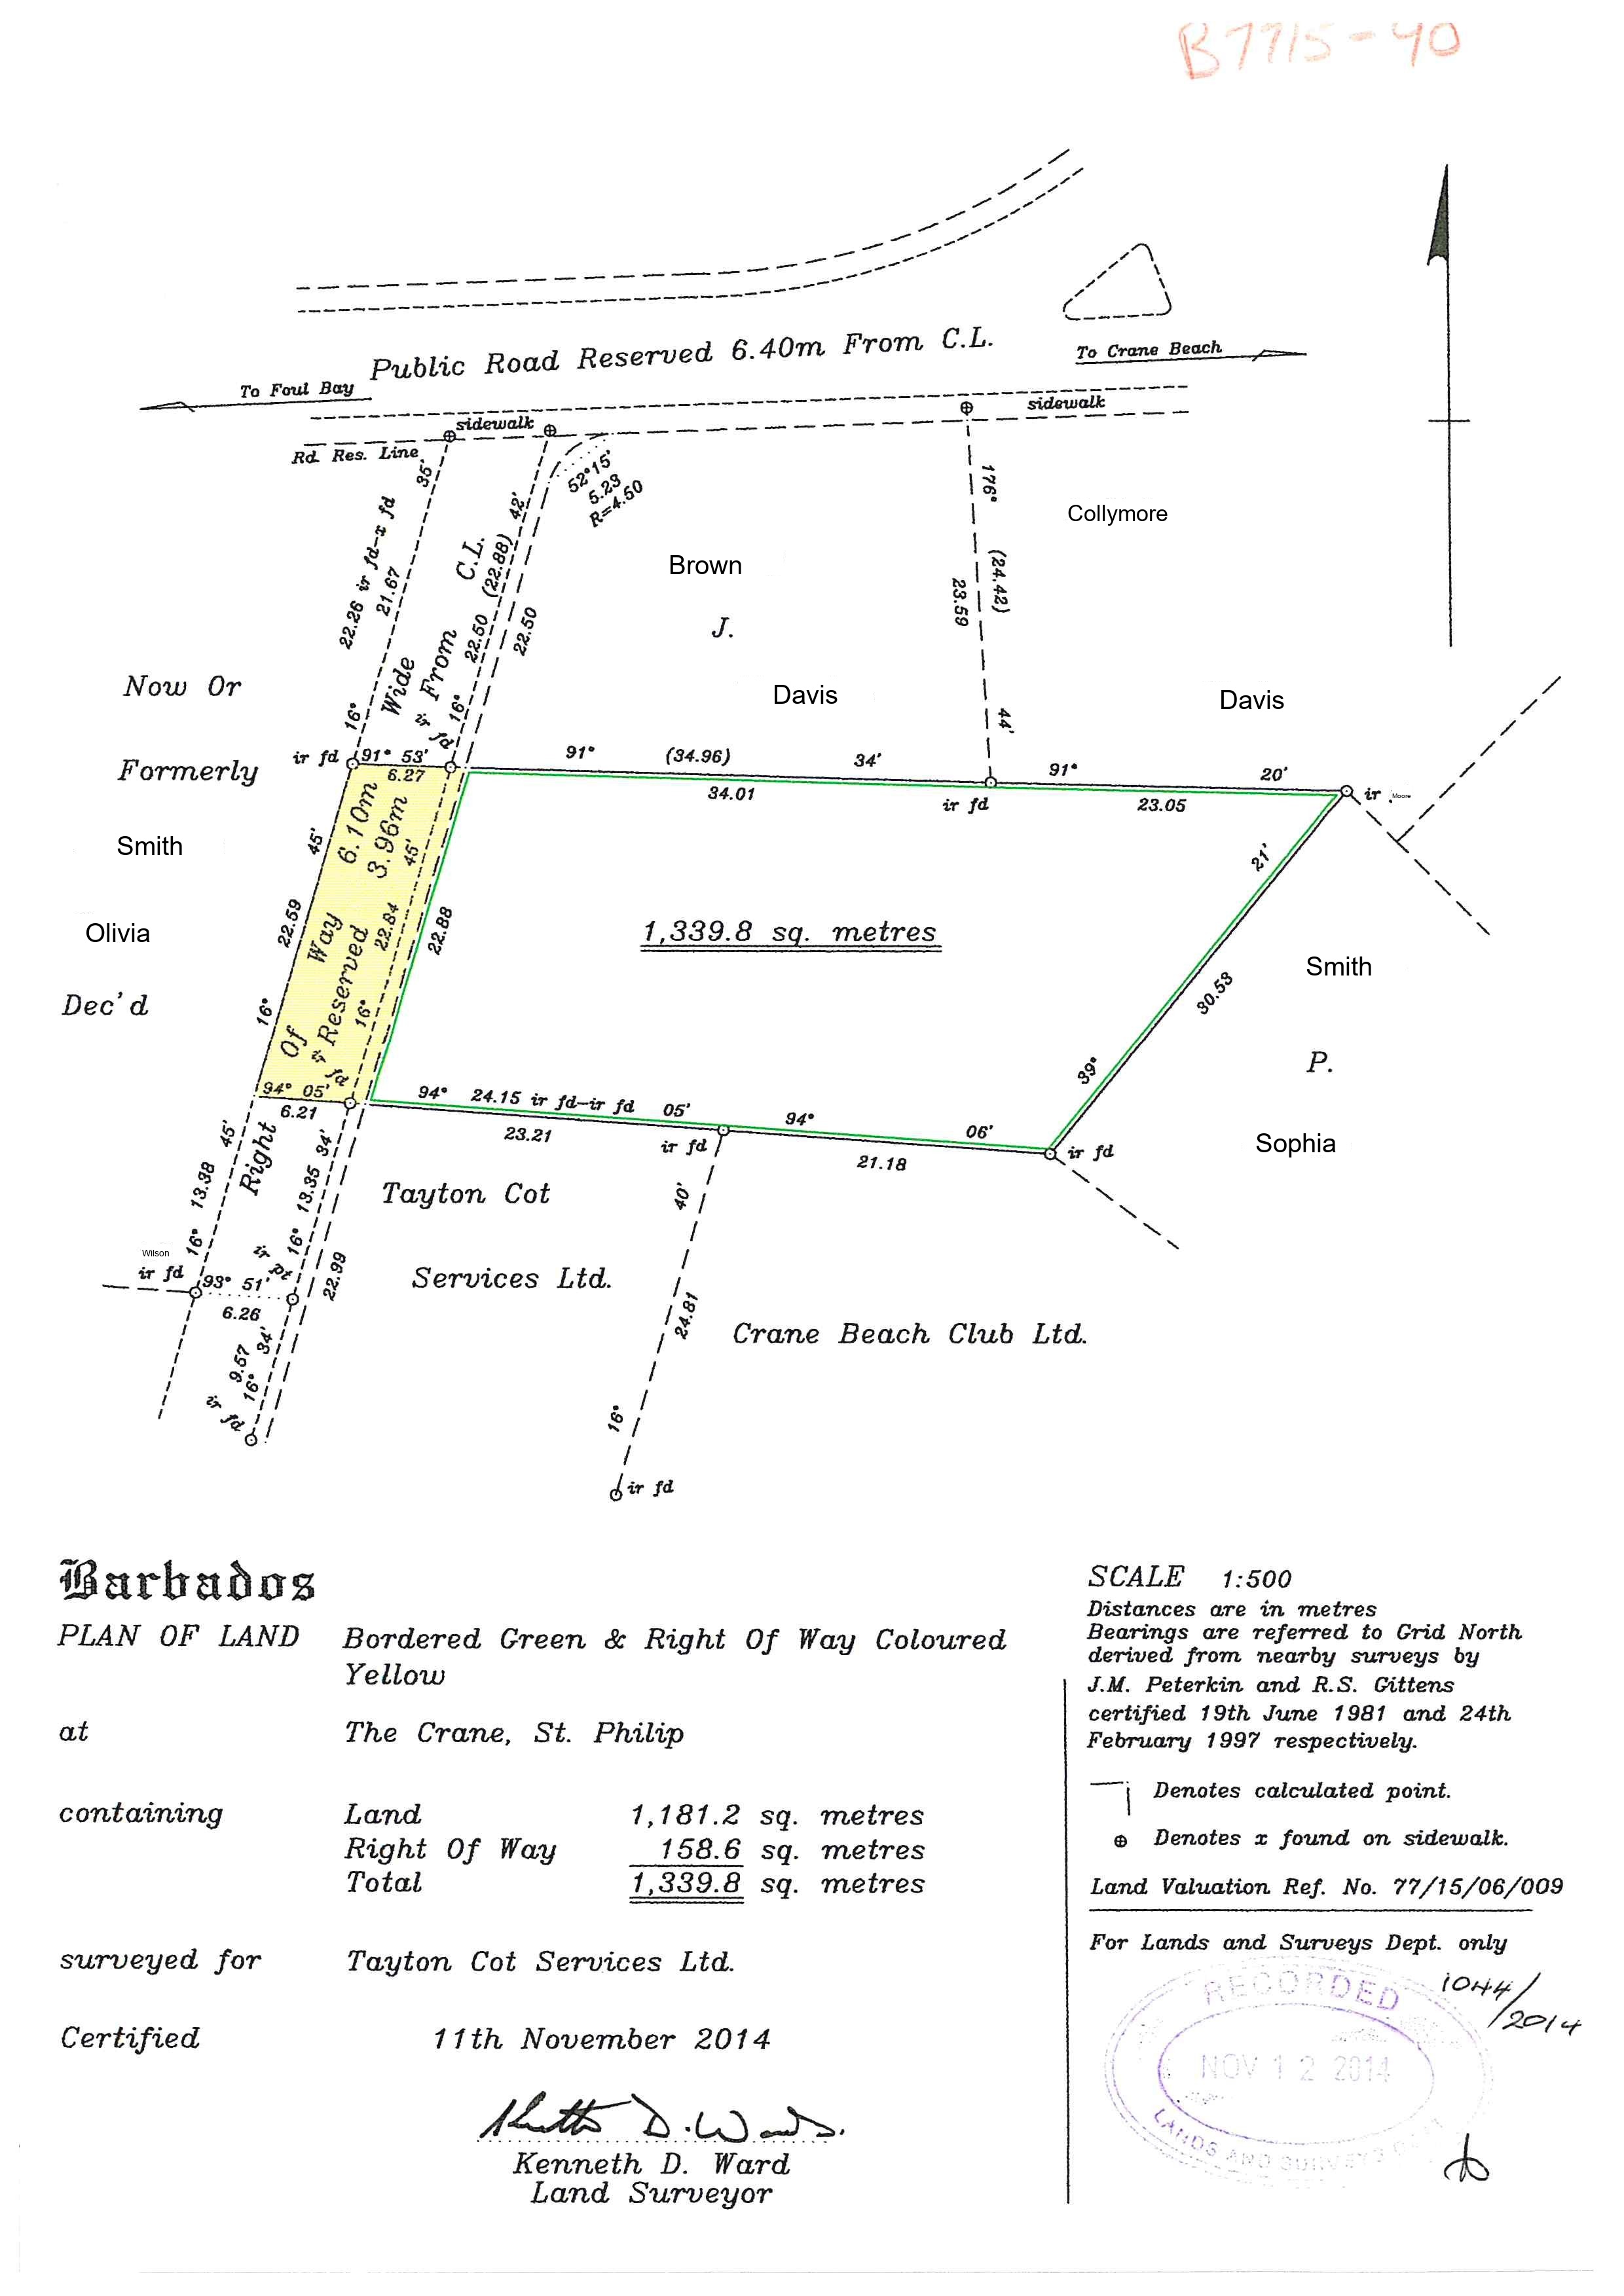 B7715-40
Public Road Reserved 6.40m From C.L.
To Crane Beach
To Foul Bay
sidewalk
sidewalk
Rd. Res. Line
35'
42'
52°15'
5.23
R=4.50
176°
(24.42)
23.59
44'
Collymore
22.26 ir fd-x fd
21.67
16°
Wide
C.L.
From
22.50 (22.88)
22.50
16°
ir fd
Brown
J.
Davis
Davis
Now Or
Formerly
Smith
Olivia
Dec'd
ir fd
91° 53'
6.27
91° (34.96) 34'
34.01
ir fd
91° 20'
23.05
ir
Moore
45'
22.59
16°
6.10m
3.96m
45'
Way
Reserved
22.84
22.88
Of
16°
ir fd
1,339.8 sq. metres
21'
30.53
39°
Smith
P.
Sophia
94° 05'
6.21
94° 24.15 ir fd-ir fd 05'
23.21
ir fd
94° 06'
21.18
ir fd
45'
13.38
16°
Right
34'
13.35
16°
ir pt
22.99
Wilson
ir fd
93° 51'
6.26
34'
9.57
16°
ir fd
Tayton Cot
Services Ltd.
40'
24.81
16°
ir fd
Crane Beach Club Ltd.
Barbados
PLAN OF LAND Bordered Green & Right Of Way Coloured
Yellow
at The Crane, St. Philip
containing Land 1,181.2 sq. metres
Right Of Way 158.6 sq. metres
Total 1,339.8 sq. metres
surveyed for Tayton Cot Services Ltd.
Certified 11th November 2014
Kenneth D. Ward
Kenneth D. Ward
Land Surveyor
SCALE 1:500
Distances are in metres
Bearings are referred to Grid North
derived from nearby surveys by
J.M. Peterkin and R.S. Gittens
certified 19th June 1981 and 24th
February 1997 respectively.
Denotes calculated point.
Denotes x found on sidewalk.
Land Valuation Ref. No. 77/15/06/009
For Lands and Surveys Dept. only
1044/2014
RECORDED
NOV 12 2014
LANDS AND SURVEYS